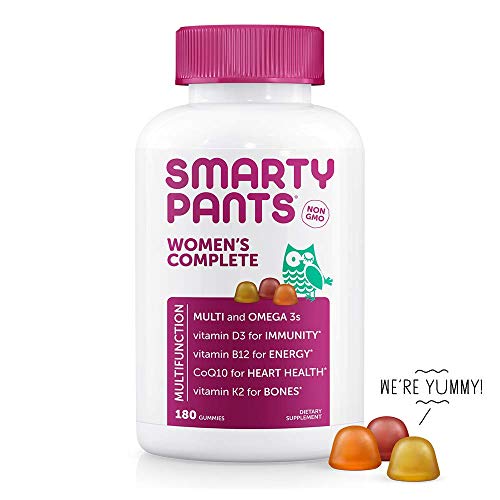 SMARTY
PANTS®
NON
GMO
WOMEN'S
COMPLETE
MULTIFUNCTION
MULTI and OMEGA 3s
vitamin D3 for IMMUNITY*
vitamin B12 for ENERGY*
CoQ10 for HEART HEALTH*
vitamin K2 for BONES*
180 GUMMIES
DIETARY
SUPPLEMENT
WE'RE YUMMY!